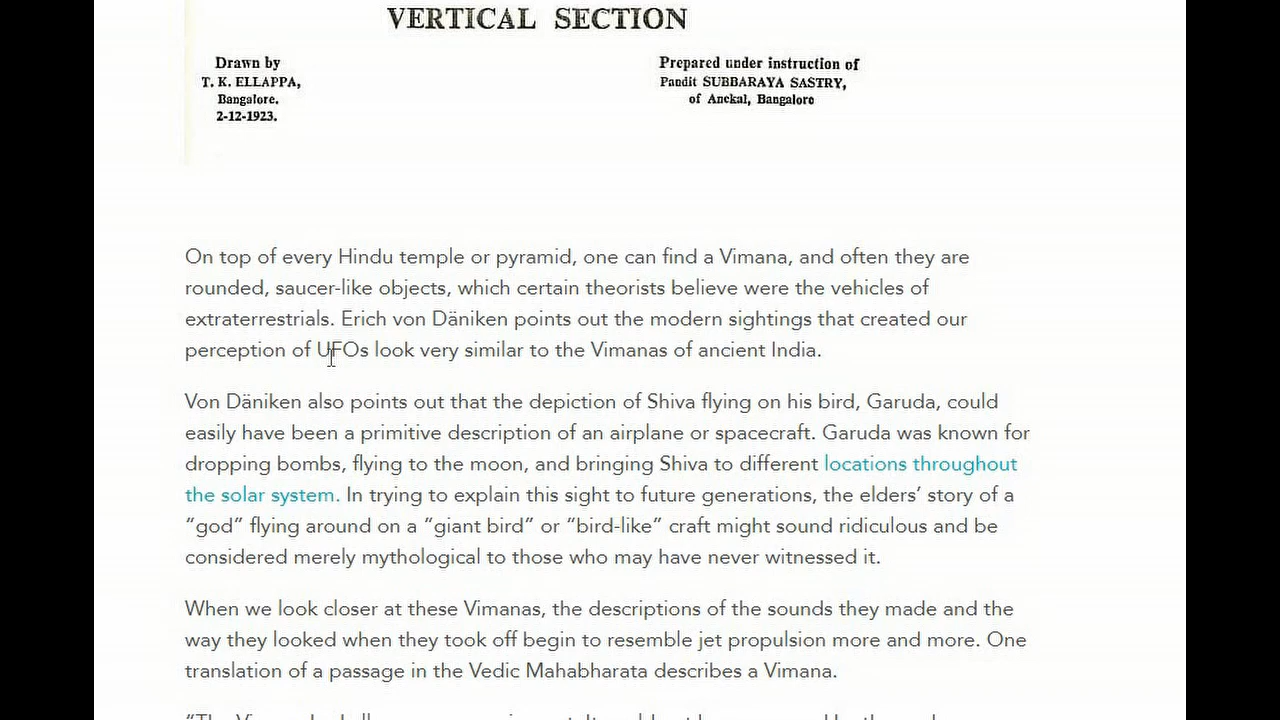 VERTICAL SECTION
Drawn by
T. K. ELLAPPA,
Bangalore.
2-12-1923.
Prepared under instruction of
Pandit SUBBARAYA SASTRY,
of Anekal, Bangalore
On top of every Hindu temple or pyramid, one can find a Vimana, and often they are
rounded, saucer-like objects, which certain theorists believe were the vehicles of
extraterrestrials. Erich von Däniken points out the modern sightings that created our
perception of UFOs look very similar to the Vimanas of ancient India.
Von Däniken also points out that the depiction of Shiva flying on his bird, Garuda, could
easily have been a primitive description of an airplane or spacecraft. Garuda was known for
dropping bombs, flying to the moon, and bringing Shiva to different locations throughout
the solar system. In trying to explain this sight to future generations, the elders’ story of a
“god” flying around on a “giant bird” or “bird-like” craft might sound ridiculous and be
considered merely mythological to those who may have never witnessed it.
When we look closer at these Vimanas, the descriptions of the sounds they made and the
way they looked when they took off begin to resemble jet propulsion more and more. One
translation of a passage in the Vedic Mahabharata describes a Vimana.